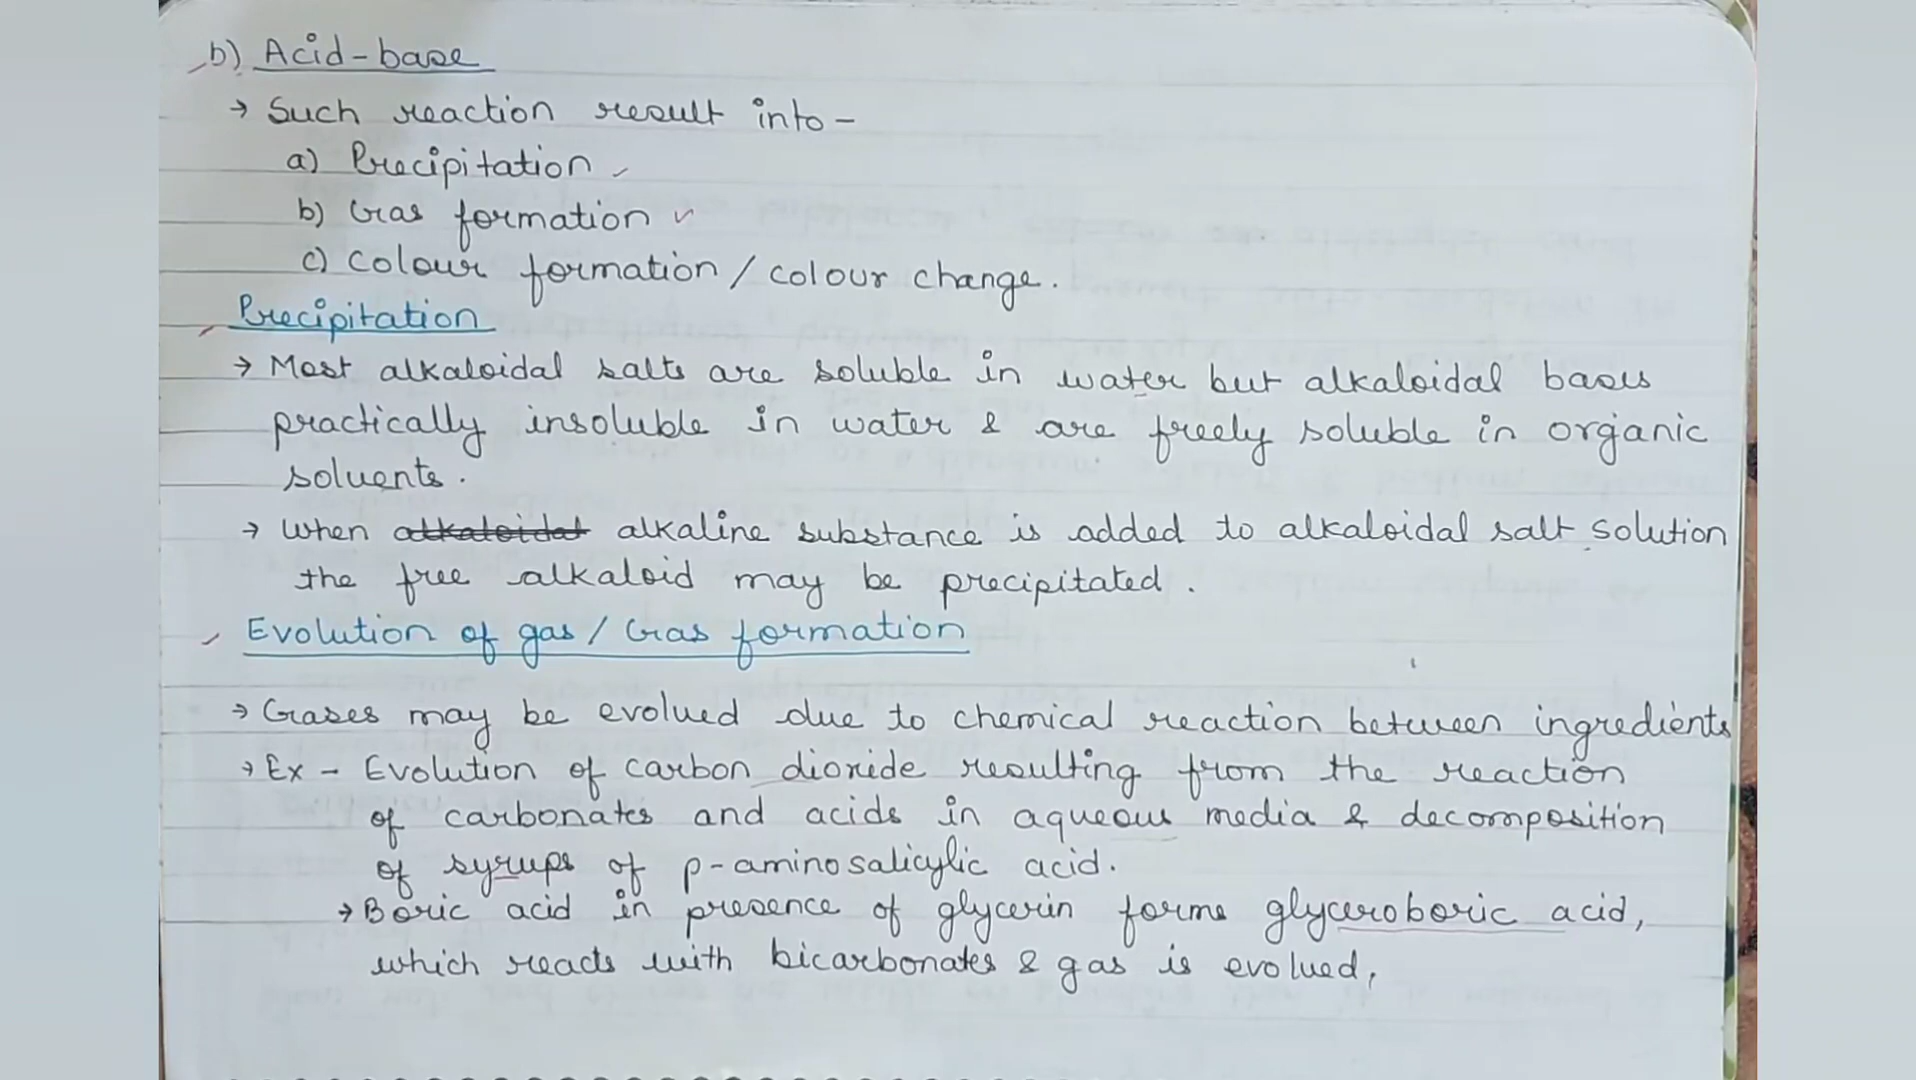 b) Acid-base
→ Such reaction result into -
a) Precipitation
b) Gas formation
c) Colour formation / colour change.
Precipitation
→ Most alkaloidal salts are soluble in water but alkaloidal bases
practically insoluble in water & are freely soluble in organic
solvents.
→ When alkaloidal alkaline substance is added to alkaloidal salt solution
the free alkaloid may be precipitated.
Evolution of gas / Gas formation
→ Gases may be evolved due to chemical reaction between ingredients
→ Ex - Evolution of carbon dioxide resulting from the reaction
of carbonates and acids in aqueous media & decomposition
of syrups of p-aminosalicylic acid.
→ Boric acid in presence of glycerin forms glyceroboric acid,
which reacts with bicarbonates & gas is evolved,